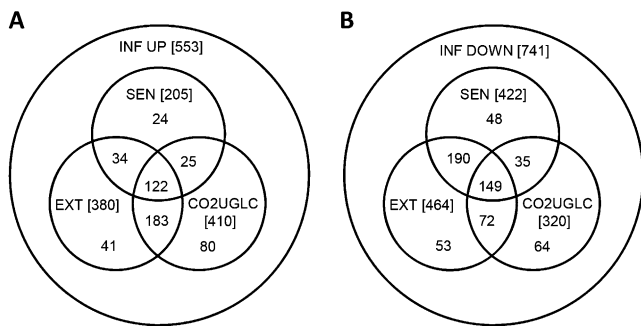 A
INF UP [553]
SEN [205]
24
34
25
122
EXT [380]
CO2UGLC
[410]
183
41
80
B
INF DOWN [741]
SEN [422]
48
190
35
149
EXT [464]
CO2UGLC
[320]
72
53
64